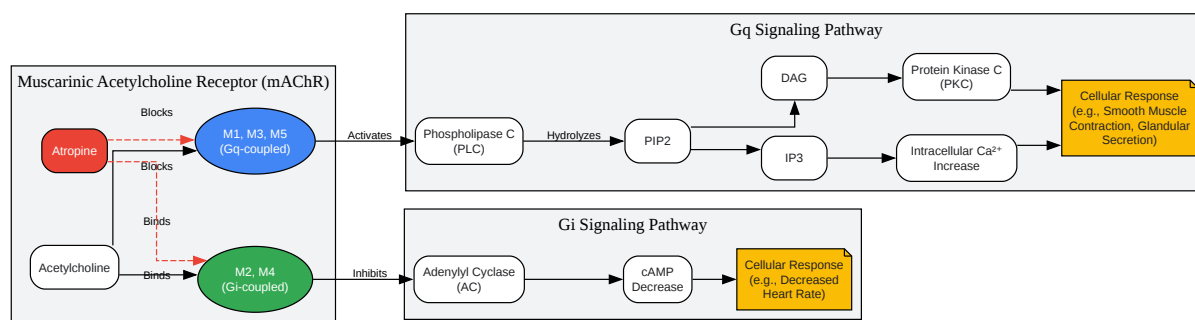 Muscarinic Acetylcholine Receptor (mAChR)
Blocks
Atropine
M1, M3, M5
(Gq-coupled)
Blocks
Binds
Acetylcholine
Binds
M2, M4
(Gi-coupled)
Activates
Inhibits
Gq Signaling Pathway
Phospholipase C
(PLC)
Hydrolyzes
PIP2
DAG
IP3
Protein Kinase C
(PKC)
Intracellular Ca²⁺
Increase
Cellular Response
(e.g., Smooth Muscle
Contraction, Glandular
Secretion)
Gi Signaling Pathway
Adenylyl Cyclase
(AC)
cAMP
Decrease
Cellular Response
(e.g., Decreased
Heart Rate)